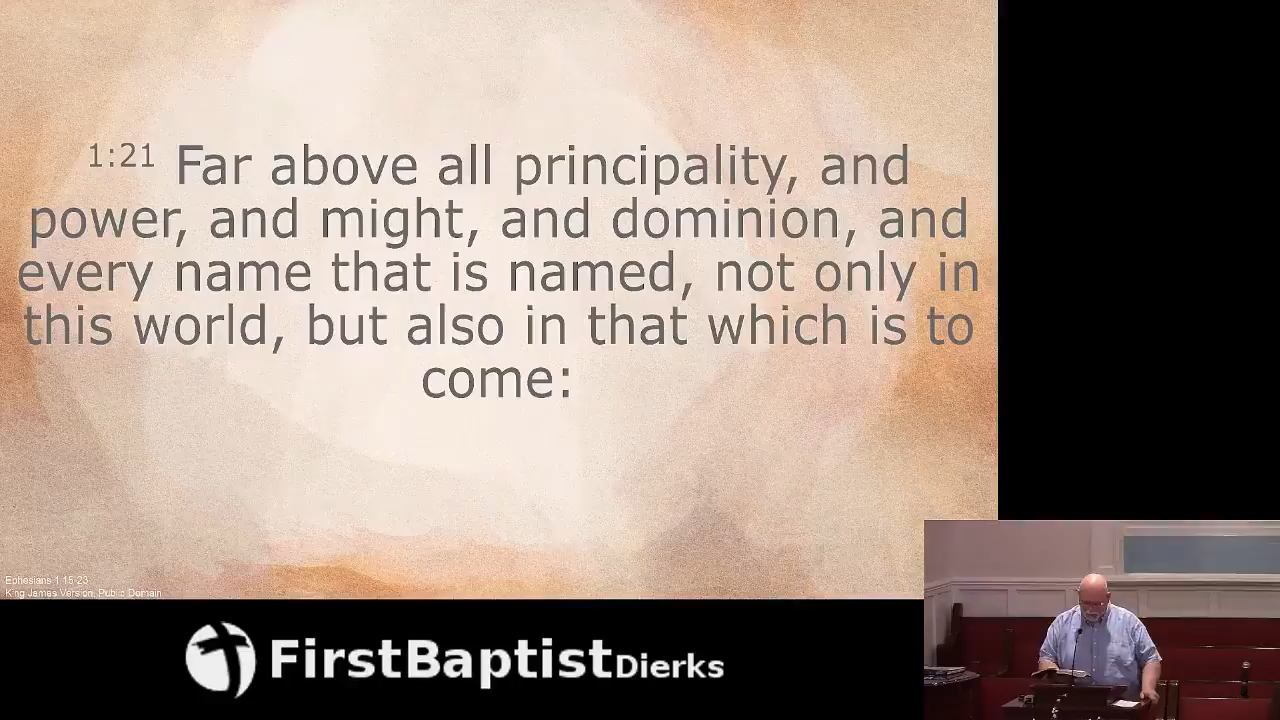 1:21 Far above all principality, and
power, and might, and dominion, and
every name that is named, not only in
this world, but also in that which is to
come:
Ephesians 1:15-23
King James Version, Public Domain
FirstBaptistDierks